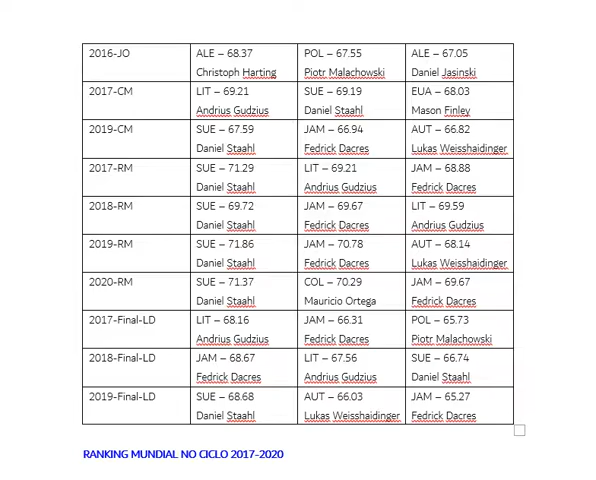 2016-JO ALE – 68.37 POL – 67.55 ALE – 67.05
Christoph Harting Piotr Malachowski Daniel Jasinski
2017-CM LIT – 69.21 SUE – 69.19 EUA – 68.03
Andrius Gudzius Daniel Staahl Mason Finley
2019-CM SUE – 67.59 JAM – 66.94 AUT – 66.82
Daniel Staahl Fedrick Dacres Lukas Weisshaidinger
2017-RM SUE – 71.29 LIT – 69.21 JAM – 68.88
Daniel Staahl Andrius Gudzius Fedrick Dacres
2018-RM SUE – 69.72 JAM – 69.67 LIT – 69.59
Daniel Staahl Fedrick Dacres Andrius Gudzius
2019-RM SUE – 71.86 JAM – 70.78 AUT – 68.14
Daniel Staahl Fedrick Dacres Lukas Weisshaidinger
2020-RM SUE – 71.37 COL – 70.29 JAM – 69.67
Daniel Staahl Mauricio Ortega Fedrick Dacres
2017-Final-LD LIT – 68.16 JAM – 66.31 POL – 65.73
Andrius Gudzius Fedrick Dacres Piotr Malachowski
2018-Final-LD JAM – 68.67 LIT – 67.56 SUE – 66.74
Fedrick Dacres Andrius Gudzius Daniel Staahl
2019-Final-LD SUE – 68.68 AUT – 66.03 JAM – 65.27
Daniel Staahl Lukas Weisshaidinger Fedrick Dacres
RANKING MUNDIAL NO CICLO 2017-2020